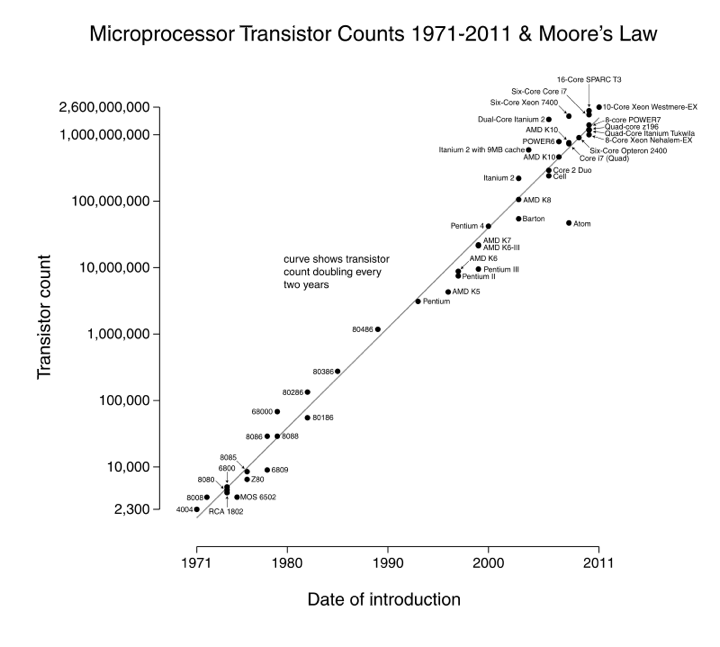 Microprocessor Transistor Counts 1971-2011 & Moore's Law
16-Core SPARC T3
Six-Core Core i7
Six-Core Xeon 7400
10-Core Xeon Westmere-EX
Dual-Core Itanium 2
8-core POWER7
Quad-core z196
AMD K10
Quad-Core Itanium Tukwila
POWER6
8-Core Xeon Nehalem-EX
Itanium 2 with 9MB cache
Six-Core Opteron 2400
AMD K10
Core i7 (Quad)
Core 2 Duo
Itanium 2
Cell
AMD K8
Barton
Pentium 4
Atom
AMD K7
AMD K6-III
curve shows transistor
count doubling every
two years
AMD K6
Pentium III
Pentium II
AMD K5
Pentium
80486
80386
80286
68000
80186
8086
8088
8085
6800
6809
8080
Z80
8008
MOS 6502
4004
RCA 1802
2,600,000,000
1,000,000,000
100,000,000
10,000,000
1,000,000
100,000
10,000
2,300
Transistor count
1971
1980
1990
2000
2011
Date of introduction